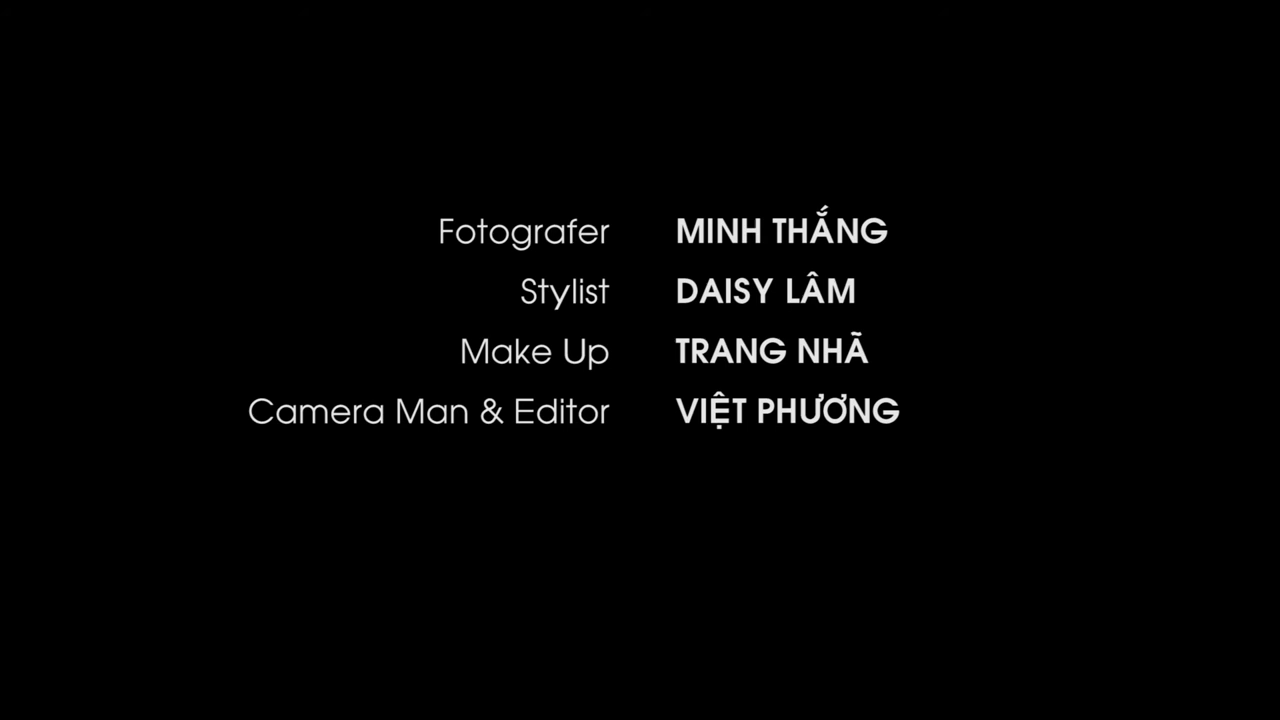 Fotografer MINH THẮNG
Stylist DAISY LÂM
Make Up TRANG NHÃ
Camera Man & Editor VIỆT PHƯƠNG